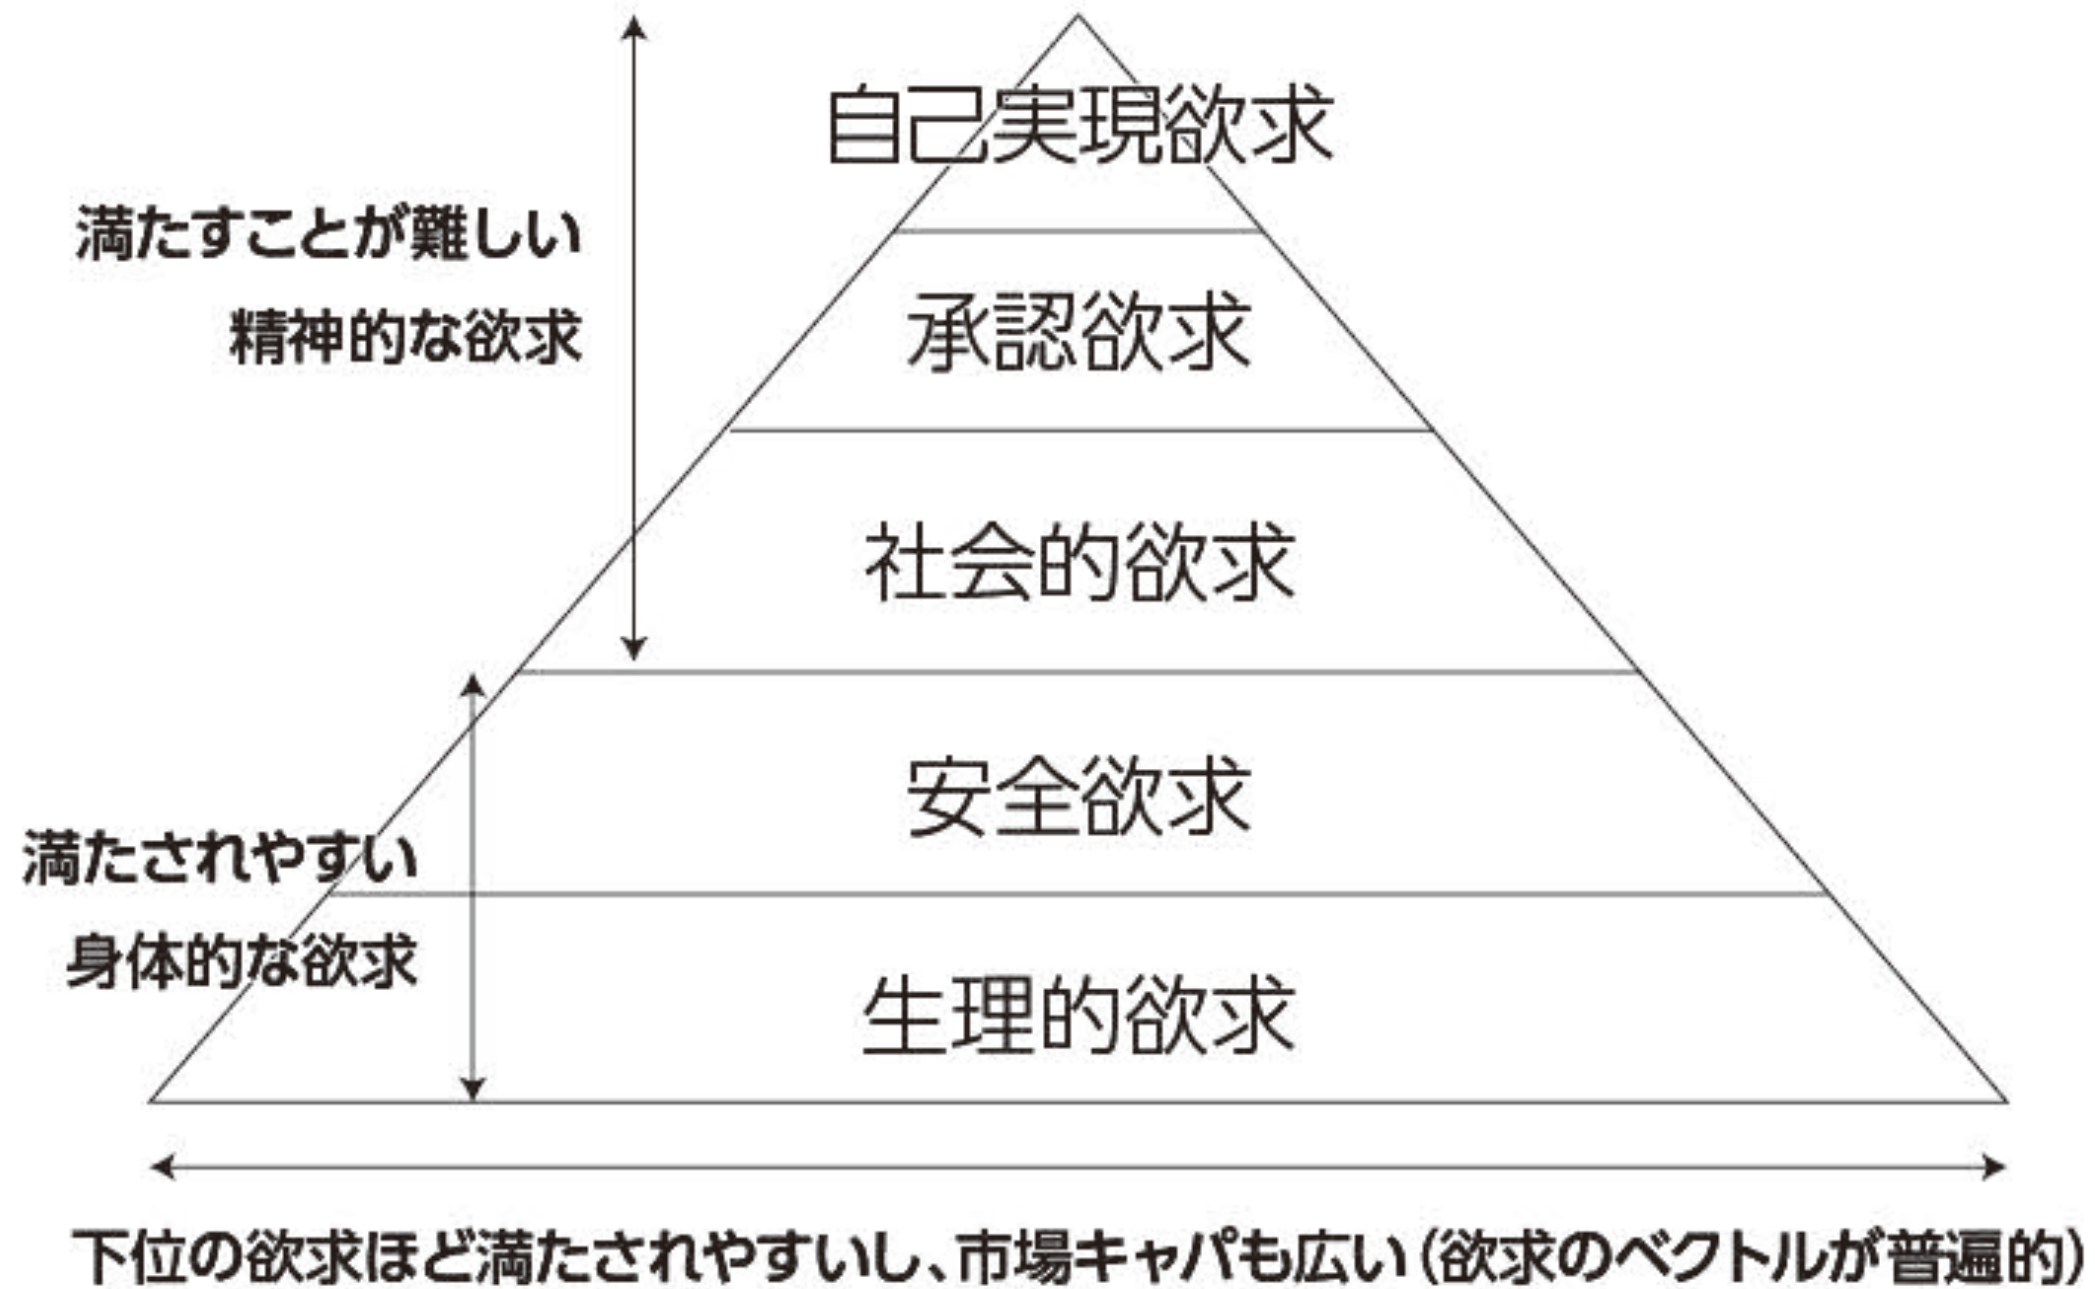 自己実現欲求
満たすことが難しい
精神的な欲求
承認欲求
社会的欲求
安全欲求
満たされやすい
身体的な欲求
生理的欲求
下位の欲求ほど満たされやすいし、市場キャパも広い（欲求のベクトルが普遍的）